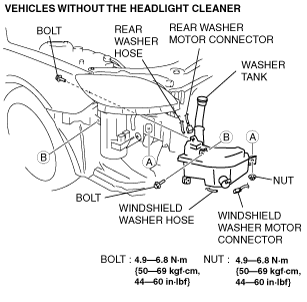 VEHICLES WITHOUT THE HEADLIGHT CLEANER
BOLT
REAR
WASHER
HOSE
REAR WASHER
MOTOR CONNECTOR
WASHER
TANK
B
A
B
A
BOLT
NUT
WINDSHIELD
WASHER HOSE
WINDSHIELD
WASHER MOTOR
CONNECTOR
BOLT : 4.9—6.8 N·m
{50—69 kgf·cm,
44—60 in·lbf}
NUT : 4.9—6.8 N·m
{50—69 kgf·cm,
44—60 in·lbf}